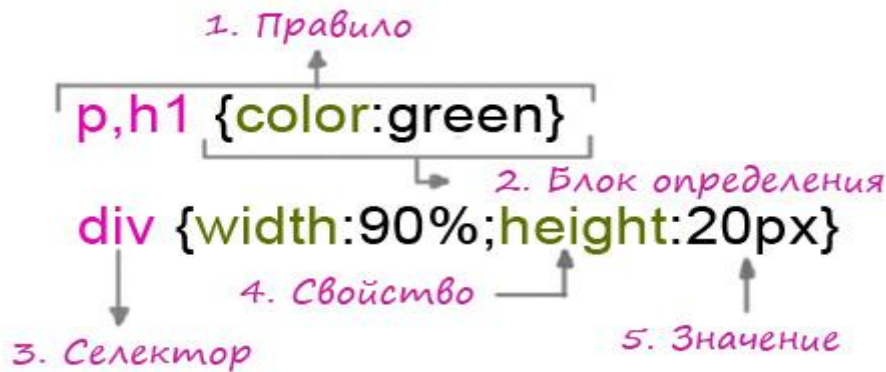 1. Правило
p,h1 {color:green}
2. Блок определения
div {width:90%;height:20px}
4. Свойство
5. Значение
3. Селектор